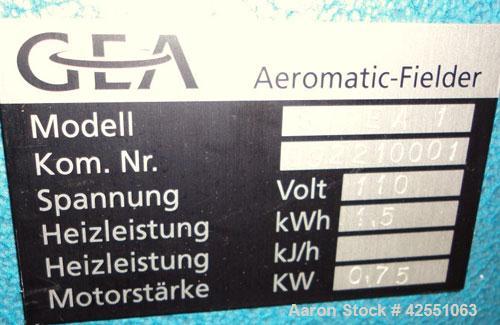 GEA
Aeromatic-Fielder
Modell
Kom. Nr.
Spannung Volt 110
Heizleistung kWh 1,5
Heizleistung kJ/h
Motorstärke KW 0,75
Aaron Stock # 42551063